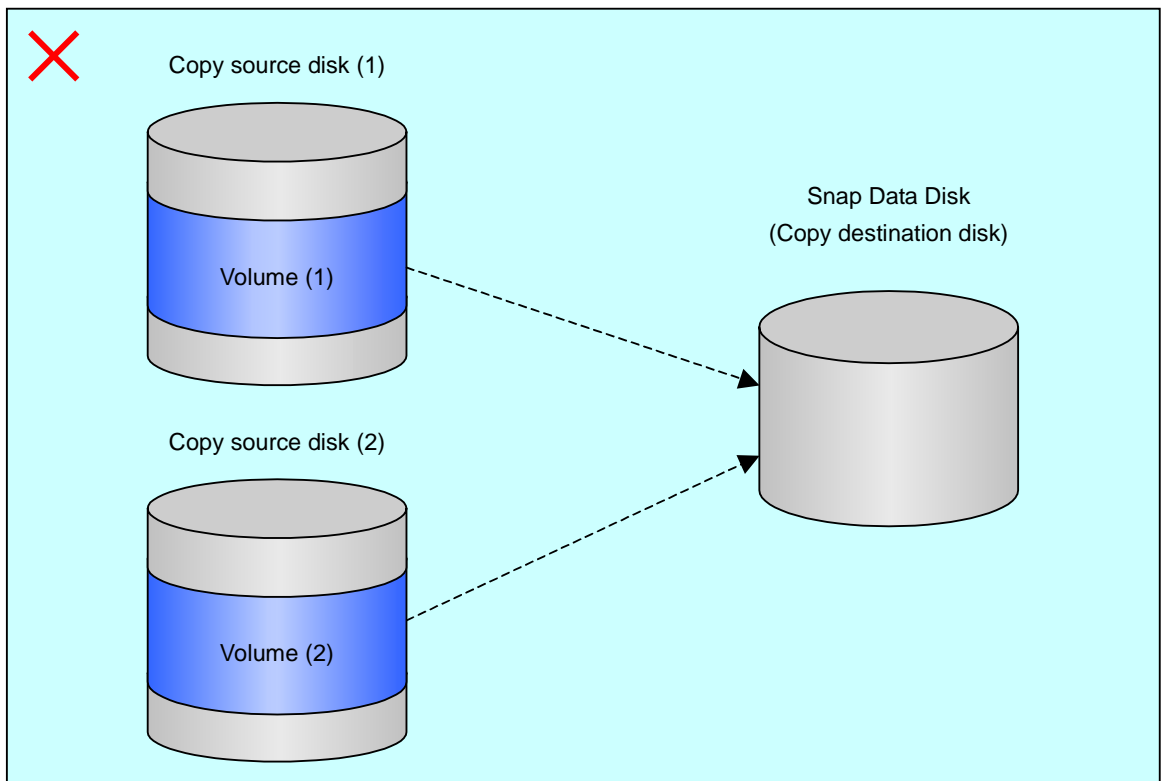 Copy source disk (1)
Volume (1)
Snap Data Disk
(Copy destination disk)
Copy source disk (2)
Volume (2)